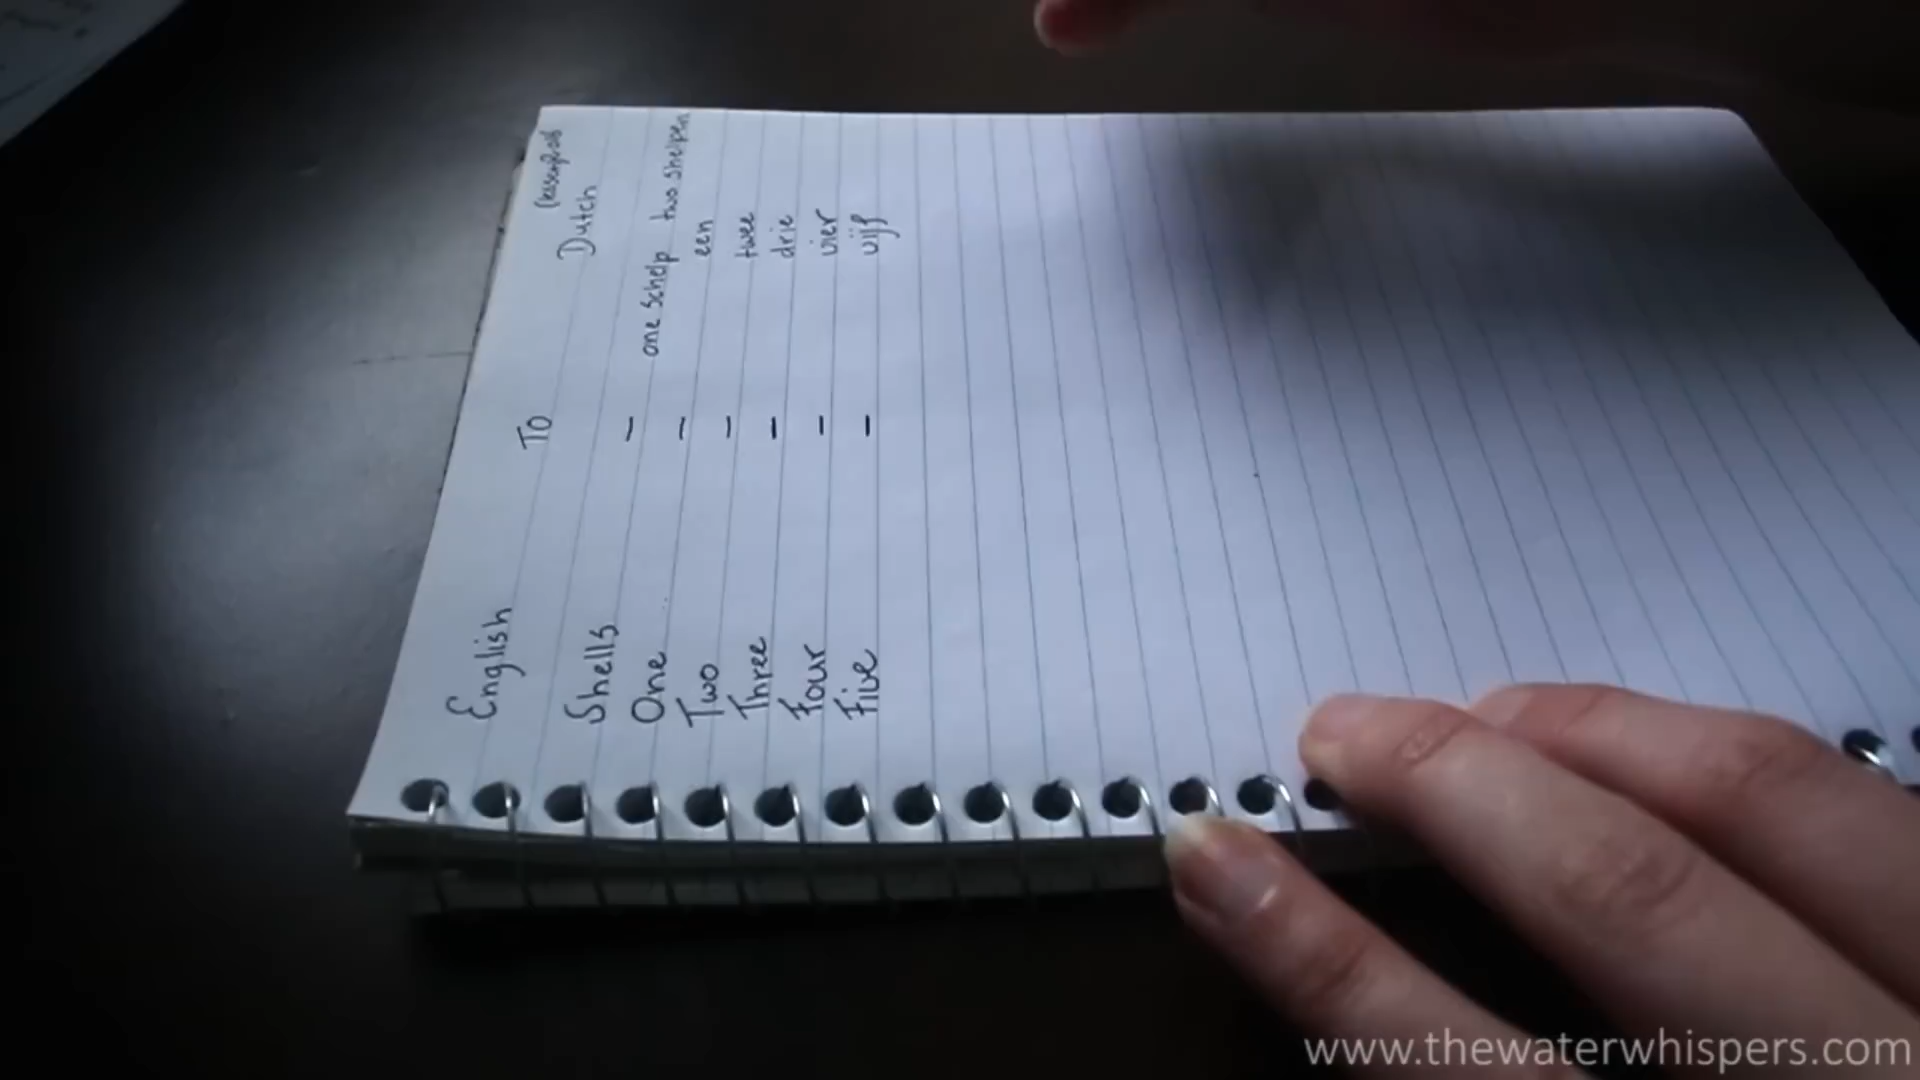 English To Dutch
Shells - one schelp two shelpen
One - een
Two - twee
Three - drie
Four - vier
Five - vijf
www.thewaterwhispers.com